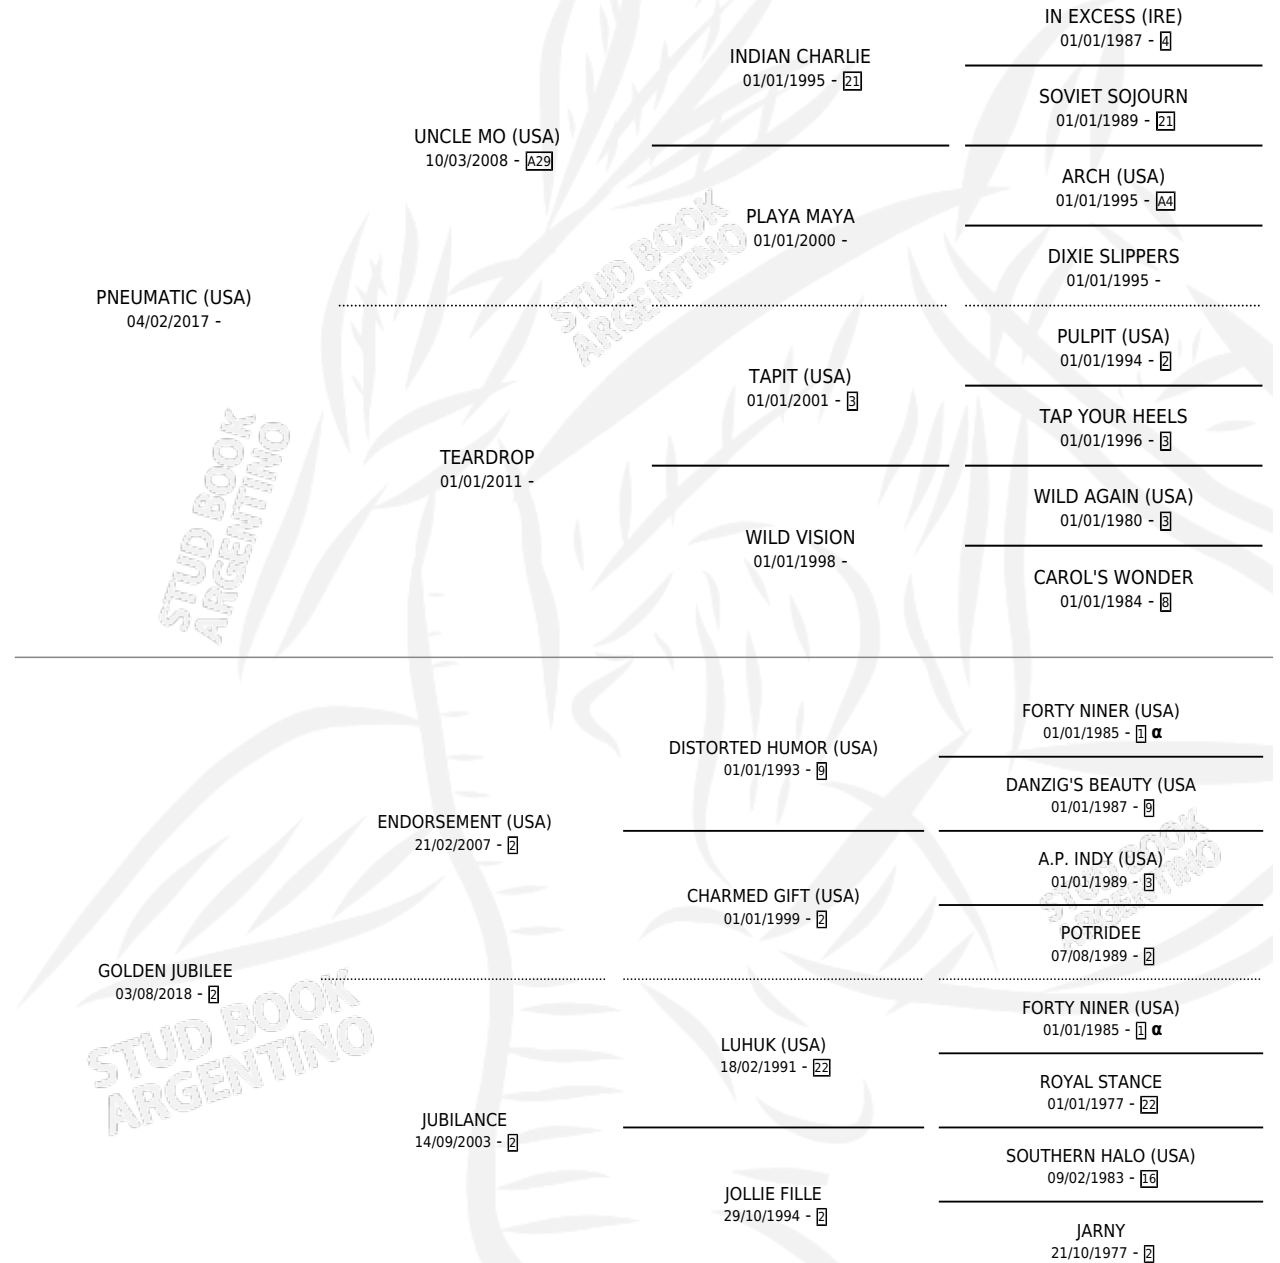 IN EXCESS (IRE)
01/01/1987 - 4
INDIAN CHARLIE
01/01/1995 - 21
SOVIET SOJOURN
01/01/1989 - 21
UNCLE MO (USA)
10/03/2008 - A29
ARCH (USA)
01/01/1995 - A4
PLAYA MAYA
01/01/2000 -
DIXIE SLIPPERS
01/01/1995 -
PNEUMATIC (USA)
04/02/2017 -
PULPIT (USA)
01/01/1994 - 2
TAPIT (USA)
01/01/2001 - 3
TAP YOUR HEELS
01/01/1996 - 3
TEARDROP
01/01/2011 -
WILD AGAIN (USA)
01/01/1980 - 3
WILD VISION
01/01/1998 -
CAROL'S WONDER
01/01/1984 - 8
FORTY NINER (USA)
01/01/1985 - 1 α
DISTORTED HUMOR (USA)
01/01/1993 - 9
DANZIG'S BEAUTY (USA
01/01/1987 - 9
ENDORSEMENT (USA)
21/02/2007 - 2
A.P. INDY (USA)
01/01/1989 - 3
CHARMED GIFT (USA)
01/01/1999 - 2
POTRIDEE
07/08/1989 - 2
GOLDEN JUBILEE
03/08/2018 - 2
FORTY NINER (USA)
01/01/1985 - 1 α
LUHUK (USA)
18/02/1991 - 22
ROYAL STANCE
01/01/1977 - 22
JUBILANCE
14/09/2003 - 2
SOUTHERN HALO (USA)
09/02/1983 - 16
JOLLIE FILLE
29/10/1994 - 2
JARNY
21/10/1977 - 2
STUD BOOK
ARGENTINO
STUD BOOK
ARGENTINO
STUD BOOK
ARGENTINO
STUD BOOK
ARGENTINO